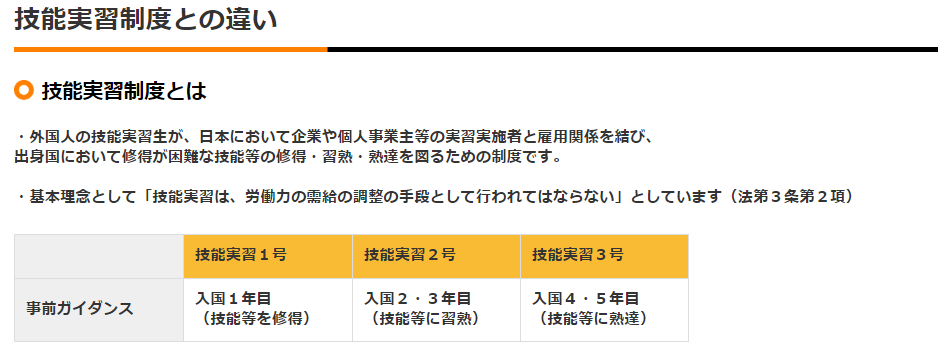 技能実習制度との違い
技能実習制度とは
・外国人の技能実習生が、日本において企業や個人事業主等の実習実施者と雇用関係を結び、
出身国において修得が困難な技能等の修得・習熟・熟達を図るための制度です。
・基本理念として「技能実習は、労働力の需給の調整の手段として行われてはならない」としています（法第３条第２項）
技能実習１号 技能実習２号 技能実習３号
事前ガイダンス 入国１年目 入国２・３年目 入国４・５年目
（技能等を修得） （技能等に習熟） （技能等に熟達）